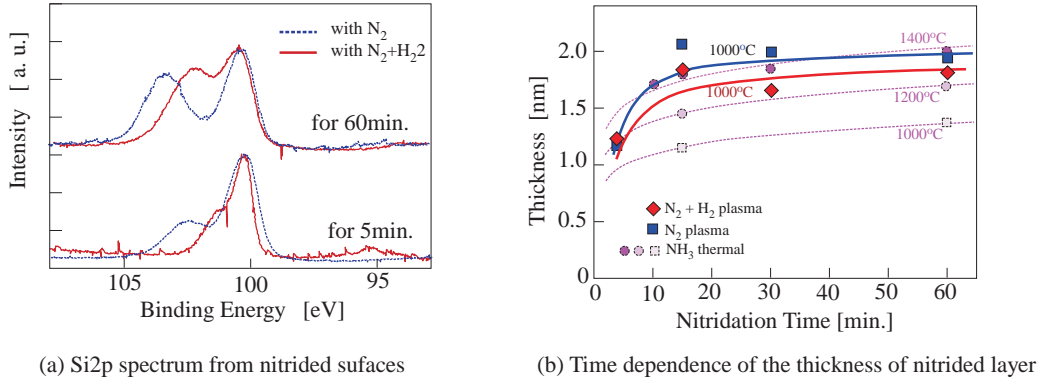 with N2
with N2+H22
for 60min.
for 5min.
Intensity [ a. u.]
105
100
95
Binding Energy [eV]
(a) Si2p spectrum from nitrided sufaces
2.0
1.5
1.0
0.5
0
Thickness [nm]
1000°C
1400°C
1000°C
1200°C
1000°C
N2 + H2 plasma
N2 plasma
NH3 thermal
0
10
20
30
40
50
60
Nitridation Time [min.]
(b) Time dependence of the thickness of nitrided layer